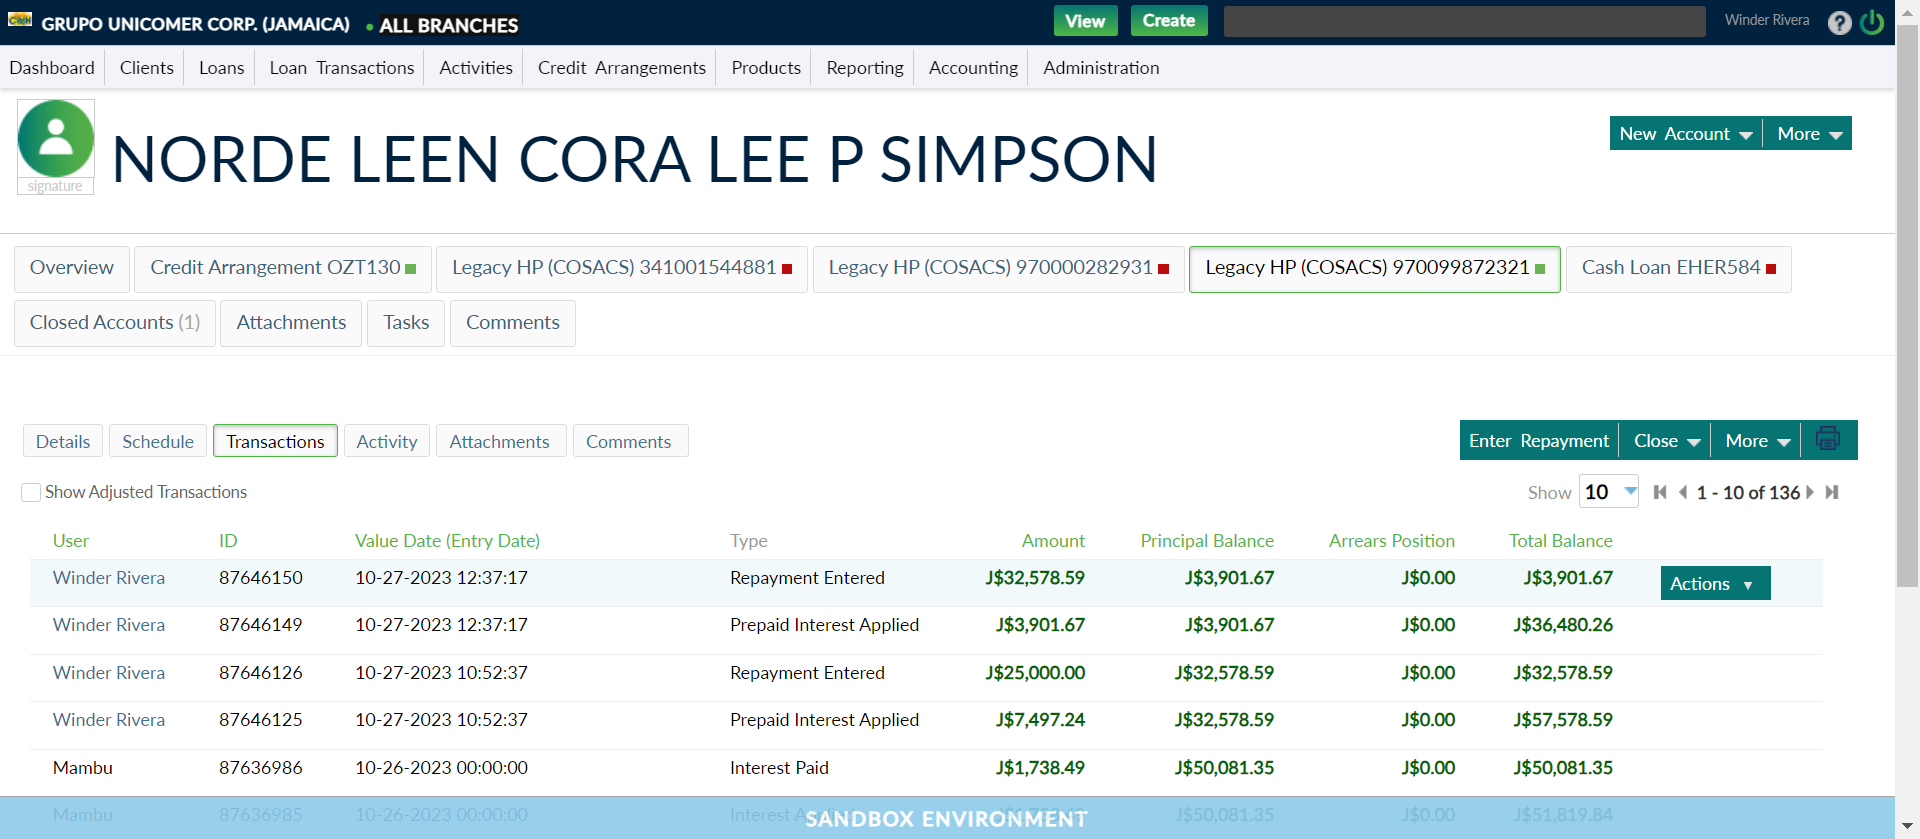 Cash GRUPO UNICOMER CORP. (JAMAICA) • ALL BRANCHES View Create Winder Rivera ?
Dashboard Clients Loans Loan Transactions Activities Credit Arrangements Products Reporting Accounting Administration
signature
NORDE LEEN CORA LEE P SIMPSON
New Account More
Overview Credit Arrangement OZT130 Legacy HP (COSACS) 341001544881 Legacy HP (COSACS) 970000282931 Legacy HP (COSACS) 970099872321 Cash Loan EHER584
Closed Accounts (1) Attachments Tasks Comments
Details Schedule Transactions Activity Attachments Comments Enter Repayment Close More
Show Adjusted Transactions Show 10 1 - 10 of 136
User ID Value Date (Entry Date) Type Amount Principal Balance Arrears Position Total Balance
Winder Rivera 87646150 10-27-2023 12:37:17 Repayment Entered J$32,578.59 J$3,901.67 J$0.00 J$3,901.67 Actions
Winder Rivera 87646149 10-27-2023 12:37:17 Prepaid Interest Applied J$3,901.67 J$3,901.67 J$0.00 J$36,480.26
Winder Rivera 87646126 10-27-2023 10:52:37 Repayment Entered J$25,000.00 J$32,578.59 J$0.00 J$32,578.59
Winder Rivera 87646125 10-27-2023 10:52:37 Prepaid Interest Applied J$7,497.24 J$32,578.59 J$0.00 J$57,578.59
Mambu 87636986 10-26-2023 00:00:00 Interest Paid J$1,738.49 J$50,081.35 J$0.00 J$50,081.35
Mambu 87636985 10-26-2023 00:00:00 Interest J$50,081.35 J$0.00 J$51,819.84
SANDBOX ENVIRONMENT